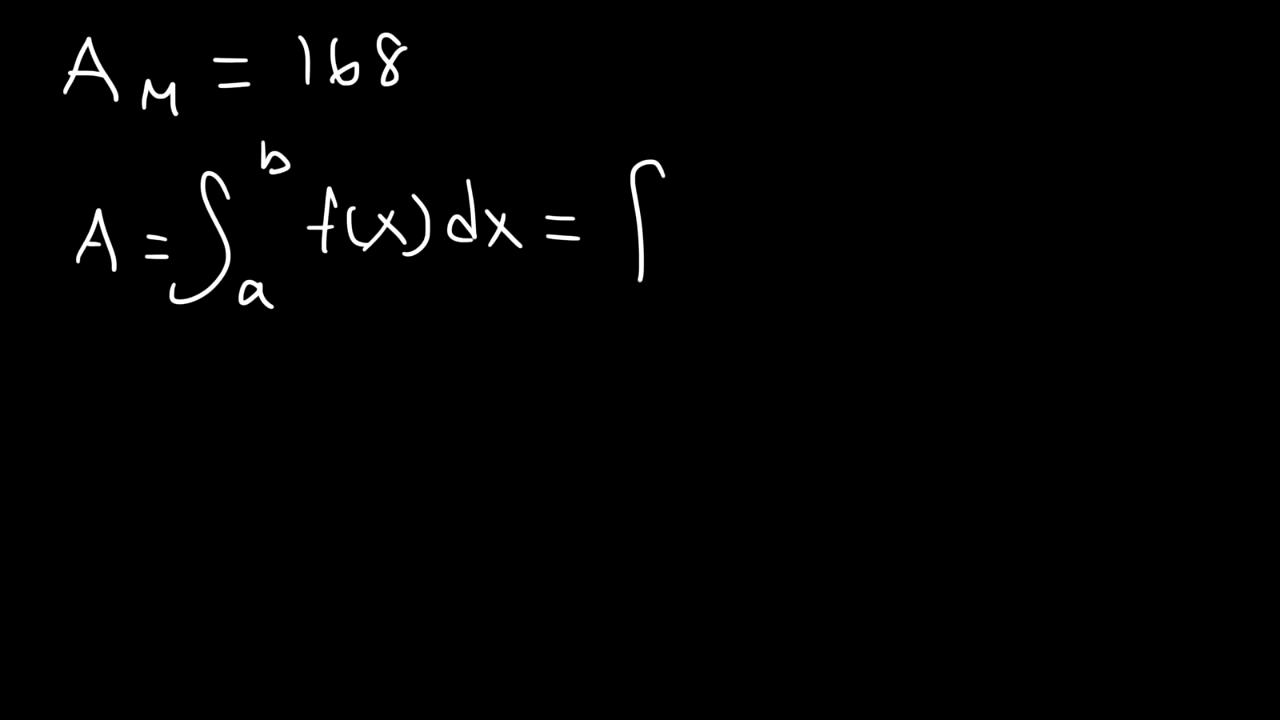 A_M = 168
A = ∫_a^b f(x) dx = ∫